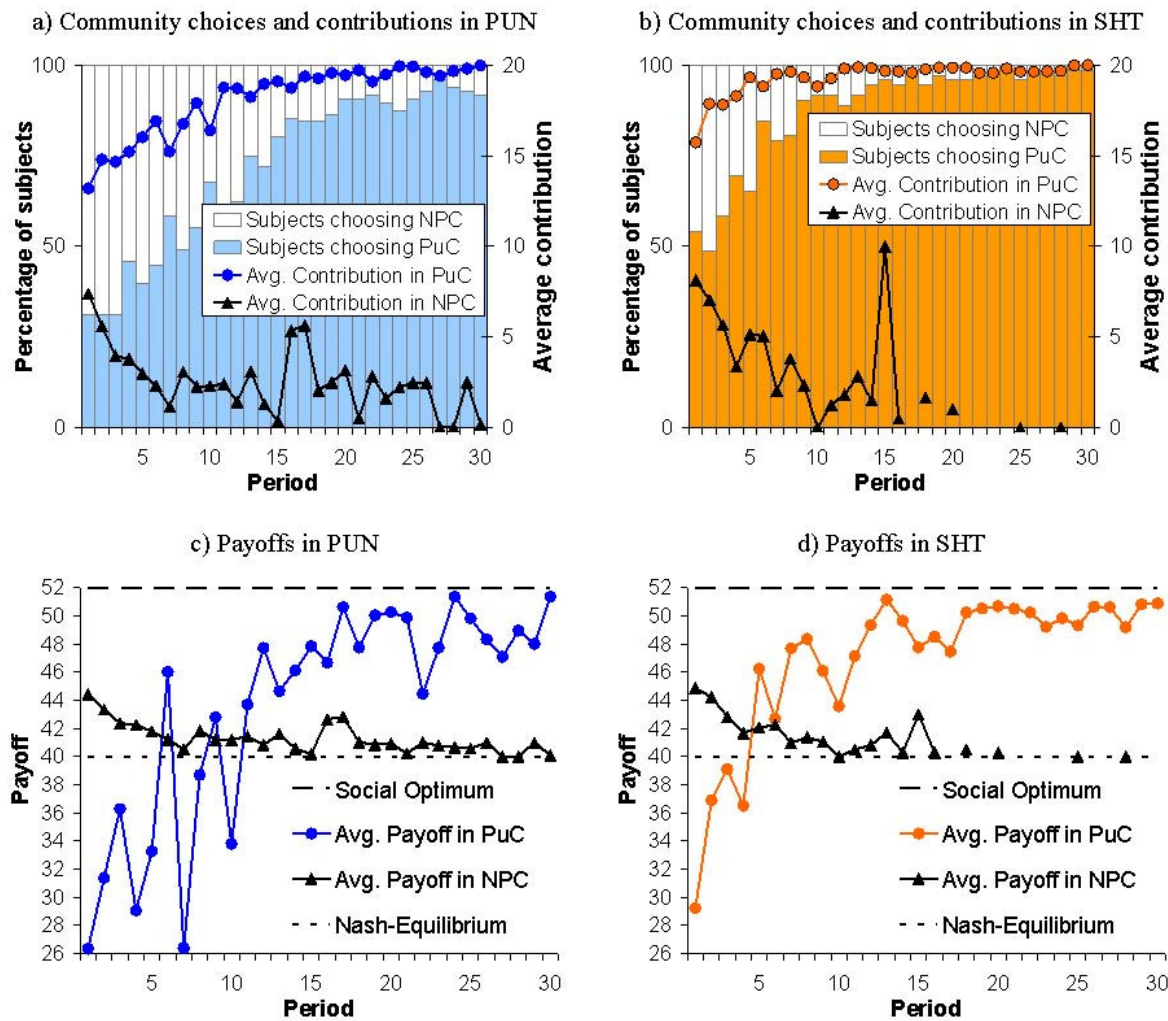 a) Community choices and contributions in PUN
100
50
0
Percentage of subjects
20
15
10
5
0
Average contribution
Subjects choosing NPC
Subjects choosing PuC
Avg. Contribution in PuC
Avg. Contribution in NPC
5 10 15 20 25 30
Period
b) Community choices and contributions in SHT
100
50
0
Percentage of subjects
20
15
10
5
0
Average contribution
Subjects choosing NPC
Subjects choosing PuC
Avg. Contribution in PuC
Avg. Contribution in NPC
5 10 15 20 25 30
Period
c) Payoffs in PUN
52
50
48
46
44
42
40
38
36
34
32
30
28
26
Payoff
Social Optimum
Avg. Payoff in PuC
Avg. Payoff in NPC
Nash-Equilibrium
5 10 15 20 25 30
Period
d) Payoffs in SHT
52
50
48
46
44
42
40
38
36
34
32
30
28
26
Payoff
Social Optimum
Avg. Payoff in PuC
Avg. Payoff in NPC
Nash-Equilibrium
5 10 15 20 25 30
Period